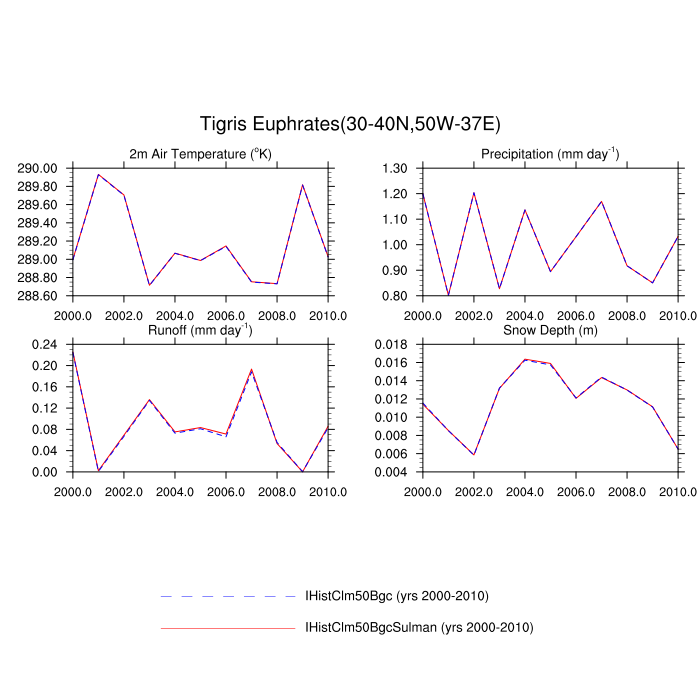 Tigris Euphrates(30-40N,50W-37E)
2m Air Temperature (°K)
290.00
289.80
289.60
289.40
289.20
289.00
288.80
288.60
2000.0 2002.0 2004.0 2006.0 2008.0 2010.0
Precipitation (mm day⁻¹)
1.30
1.20
1.10
1.00
0.90
0.80
2000.0 2002.0 2004.0 2006.0 2008.0 2010.0
Runoff (mm day⁻¹)
0.24
0.20
0.16
0.12
0.08
0.04
0.00
2000.0 2002.0 2004.0 2006.0 2008.0 2010.0
Snow Depth (m)
0.018
0.016
0.014
0.012
0.010
0.008
0.006
0.004
2000.0 2002.0 2004.0 2006.0 2008.0 2010.0
IHistClm50Bgc (yrs 2000-2010)
IHistClm50BgcSulman (yrs 2000-2010)